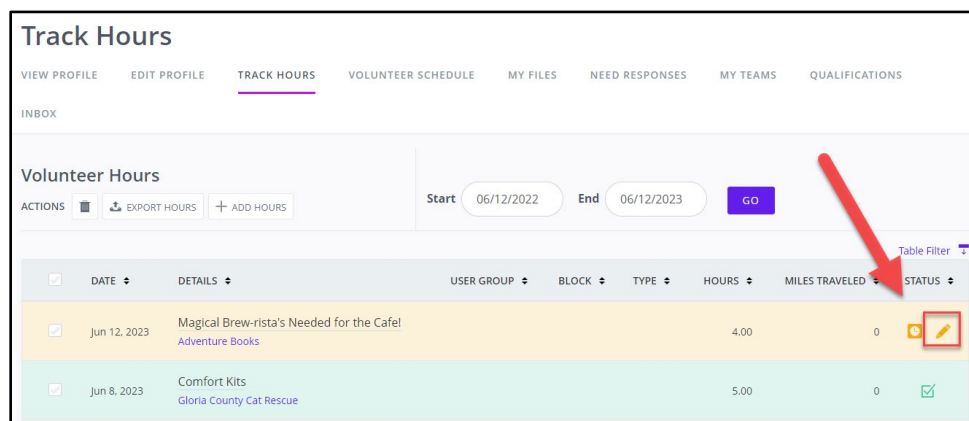 Track Hours
VIEW PROFILE EDIT PROFILE TRACK HOURS VOLUNTEER SCHEDULE MY FILES NEED RESPONSES MY TEAMS QUALIFICATIONS
INBOX
Volunteer Hours
ACTIONS EXPORT HOURS + ADD HOURS
Start 06/12/2022 End 06/12/2023 GO
Table Filter
DATE DETAILS USER GROUP BLOCK TYPE HOURS MILES TRAVELED STATUS
Jun 12, 2023 Magical Brew-rista's Needed for the Cafe! 4.00 0
Adventure Books
Jun 8, 2023 Comfort Kits 5.00 0
Gloria County Cat Rescue